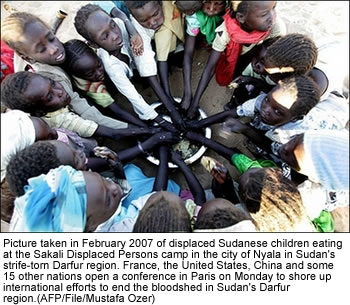 Picture taken in February 2007 of displaced Sudanese children eating
at the Sakali Displaced Persons camp in the city of Nyala in Sudan's
strife-torn Darfur region. France, the United States, China and some
15 other nations open a conference in Paris on Monday to shore up
international efforts to end the bloodshed in Sudan's Darfur
region.(AFP/File/Mustafa Ozer)